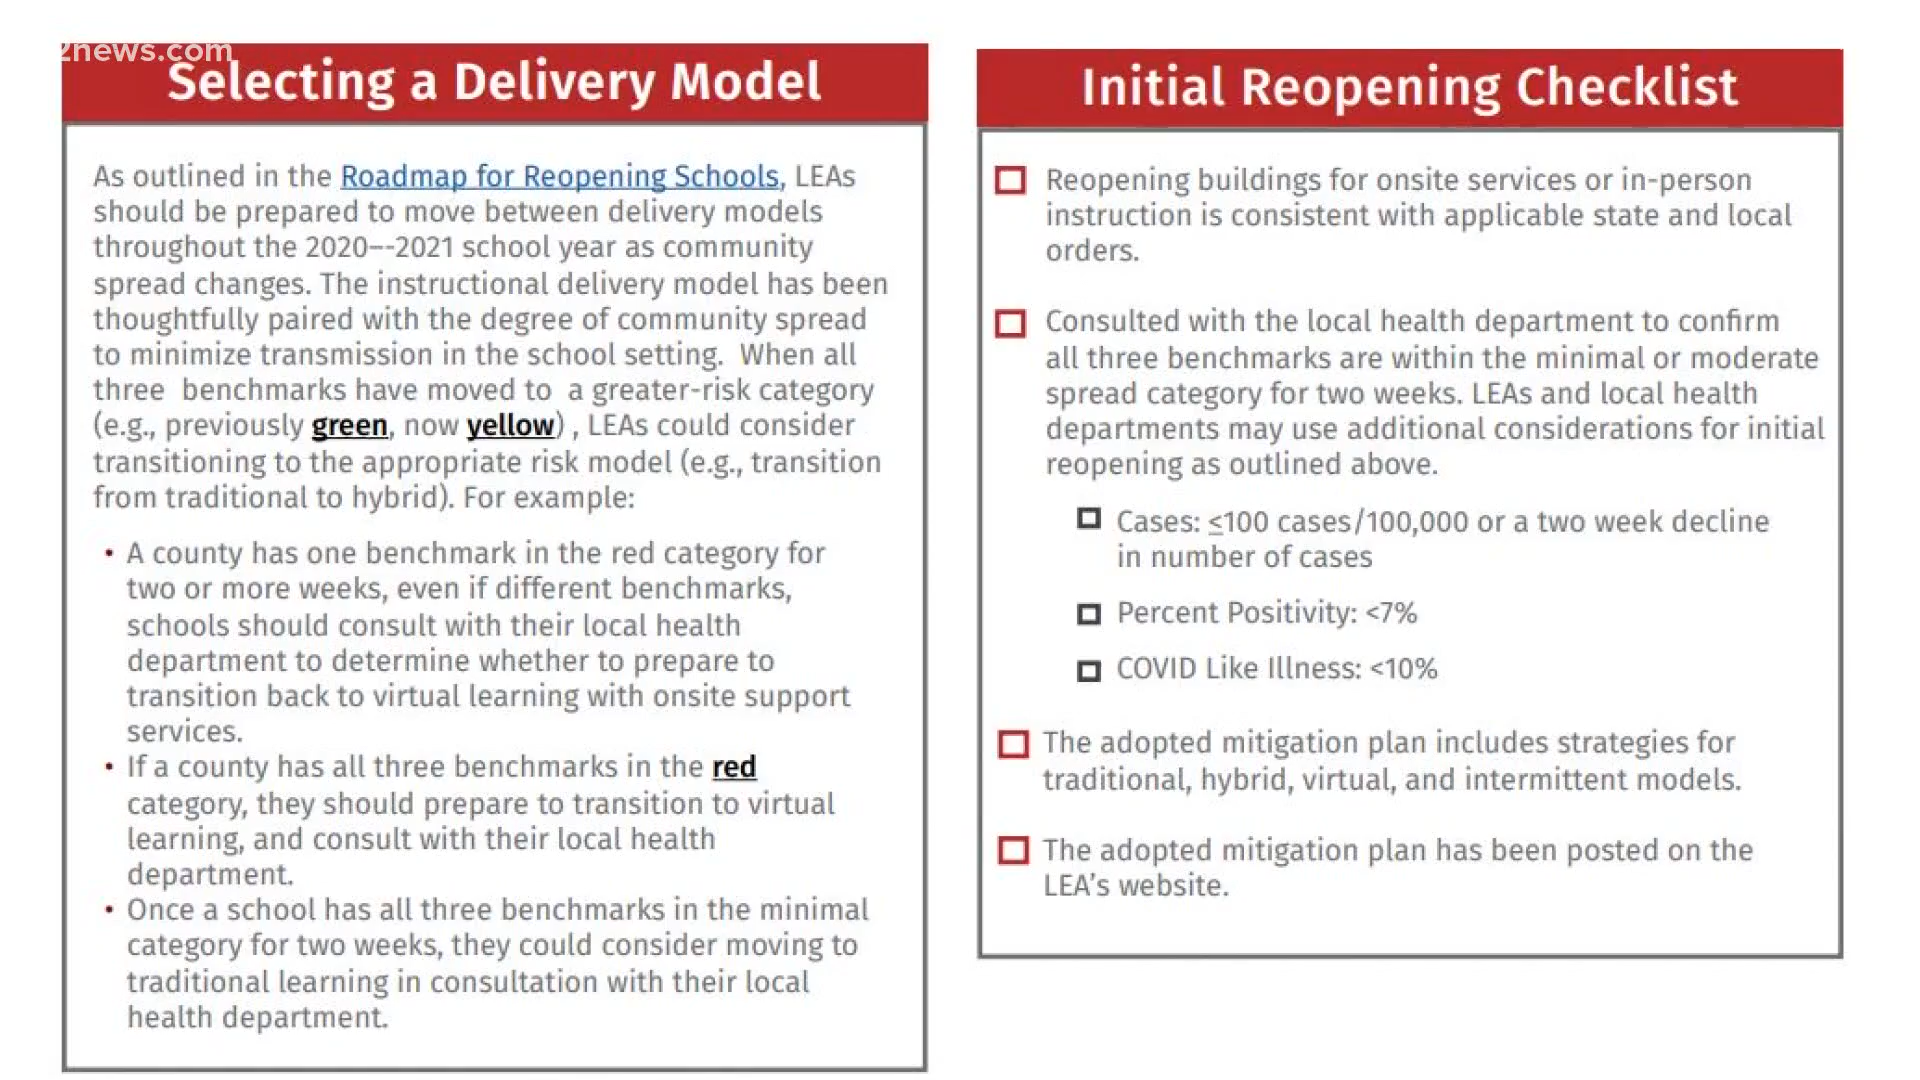 2news.com
Selecting a Delivery Model
As outlined in the Roadmap for Reopening Schools, LEAs
should be prepared to move between delivery models
throughout the 2020–-2021 school year as community
spread changes. The instructional delivery model has been
thoughtfully paired with the degree of community spread
to minimize transmission in the school setting. When all
three benchmarks have moved to a greater-risk category
(e.g., previously green, now yellow) , LEAs could consider
transitioning to the appropriate risk model (e.g., transition
from traditional to hybrid). For example:
• A county has one benchmark in the red category for
two or more weeks, even if different benchmarks,
schools should consult with their local health
department to determine whether to prepare to
transition back to virtual learning with onsite support
services.
• If a county has all three benchmarks in the red
category, they should prepare to transition to virtual
learning, and consult with their local health
department.
• Once a school has all three benchmarks in the minimal
category for two weeks, they could consider moving to
traditional learning in consultation with their local
health department.
Initial Reopening Checklist
Reopening buildings for onsite services or in-person
instruction is consistent with applicable state and local
orders.
Consulted with the local health department to confirm
all three benchmarks are within the minimal or moderate
spread category for two weeks. LEAs and local health
departments may use additional considerations for initial
reopening as outlined above.
Cases: ≤100 cases/100,000 or a two week decline
in number of cases
Percent Positivity: <7%
COVID Like Illness: <10%
The adopted mitigation plan includes strategies for
traditional, hybrid, virtual, and intermittent models.
The adopted mitigation plan has been posted on the
LEA's website.